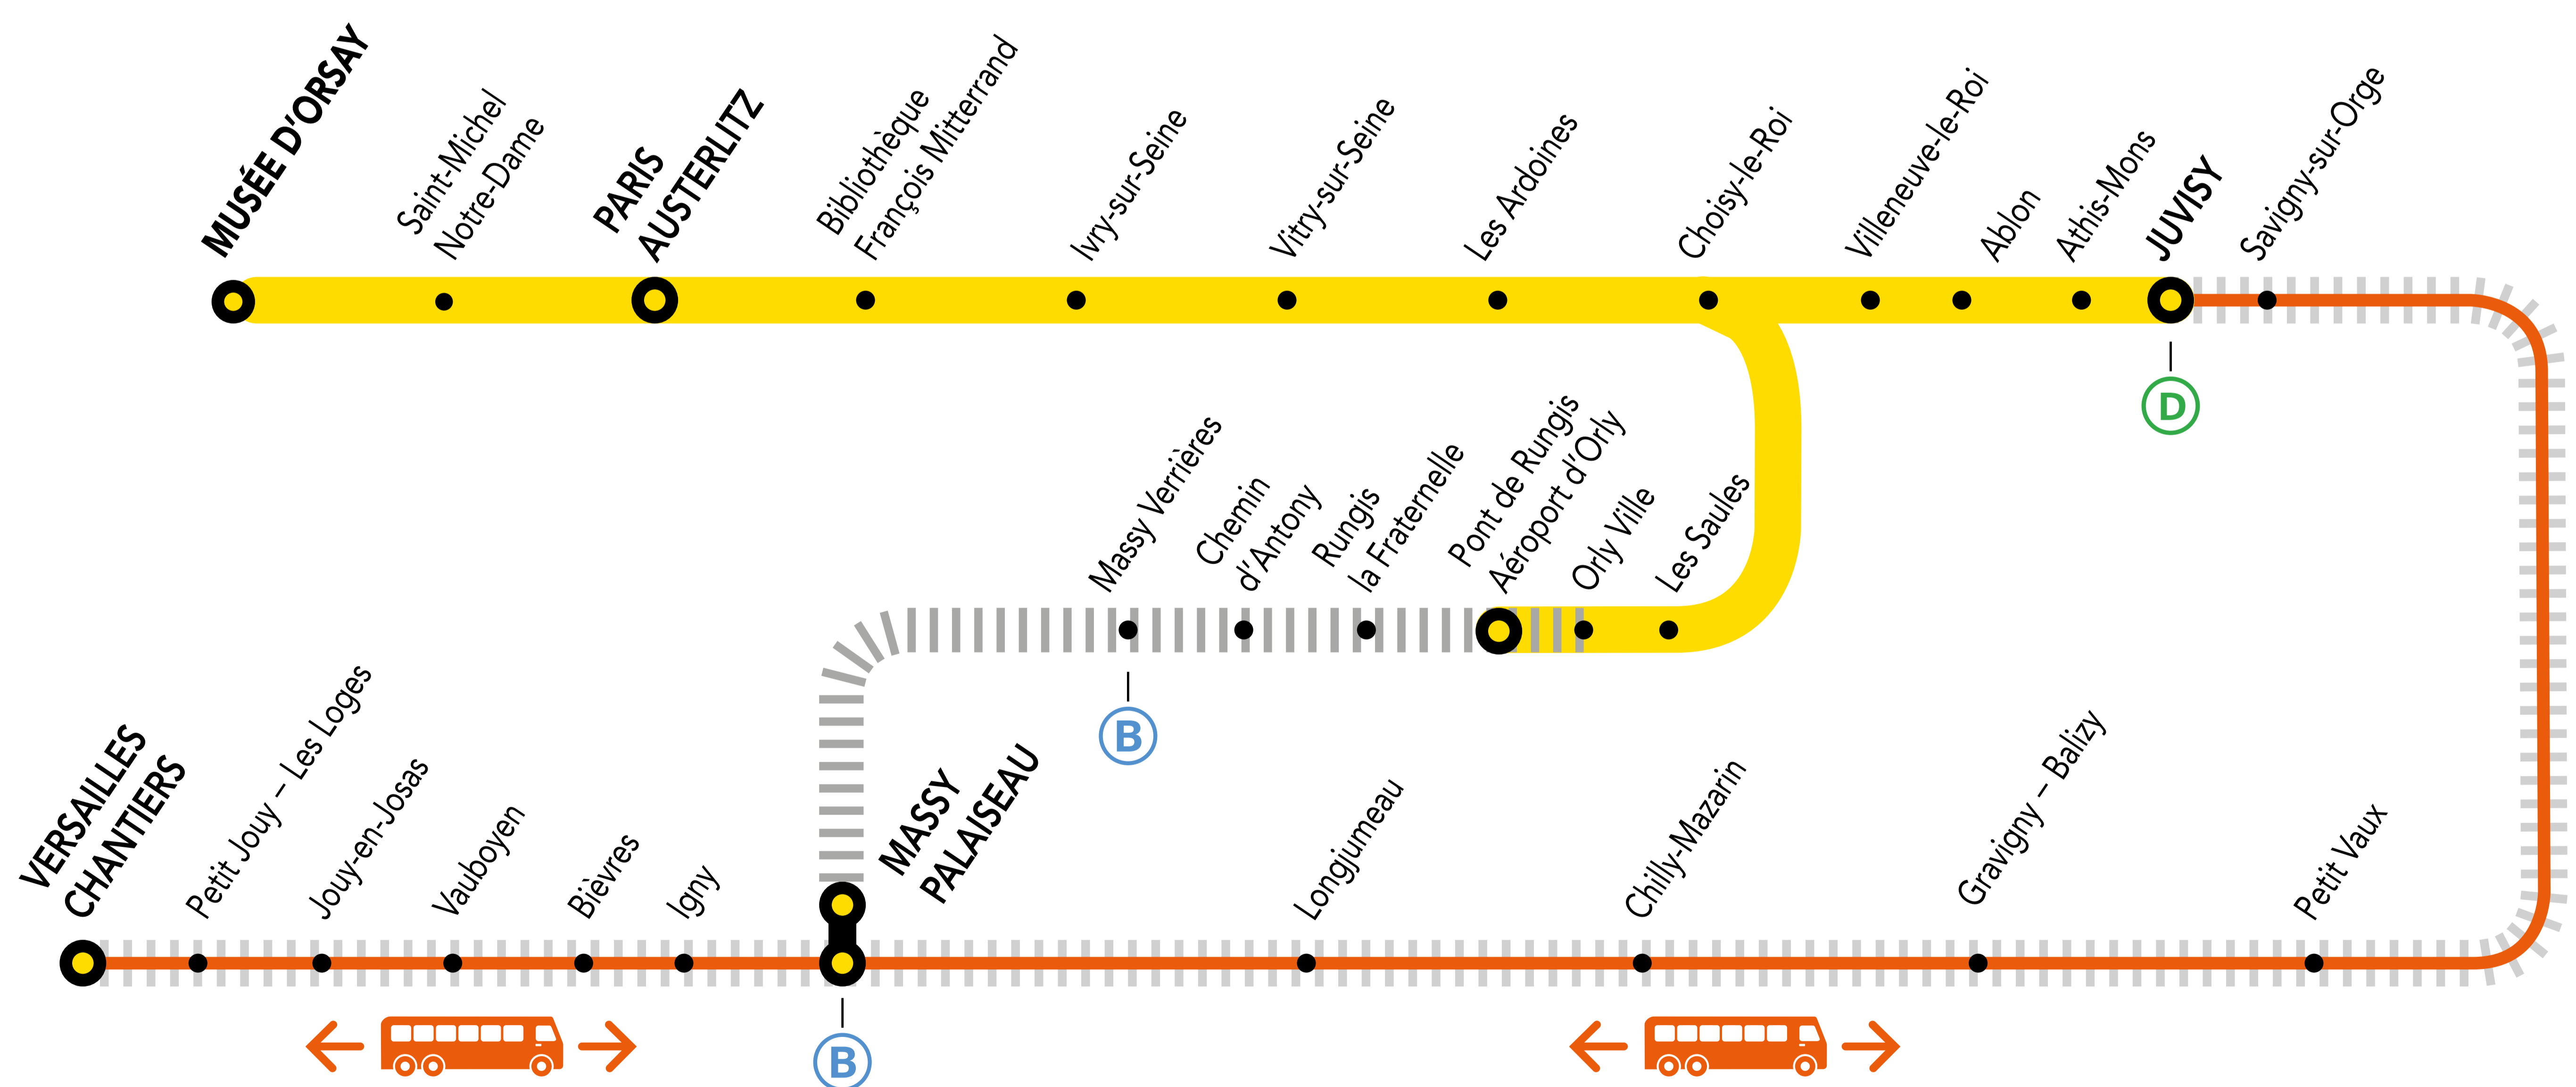 MUSÉE D'ORSAY
Saint-Michel
Notre-Dame
PARIS
AUSTERLITZ
Bibliothèque
François Mitterrand
Ivry-sur-Seine
Vitry-sur-Seine
Les Ardoines
Choisy-le-Roi
Villeneuve-le-Roi
Ablon
Athis-Mons
JUVISY
Savigny-sur-Orge
D
Massy Verrières
Chemin
d'Antony
Rungis
la Fraternelle
Pont de Rungis
Aéroport d'Orly
Orly Ville
Les Saules
B
VERSAILLES
CHANTIERS
Petit Jouy – Les Loges
Jouy-en-Josas
Vauboyen
Bièvres
Igny
MASSY
PALAISEAU
Longjumeau
Chilly-Mazarin
Gravigny – Balizy
Petit Vaux
B